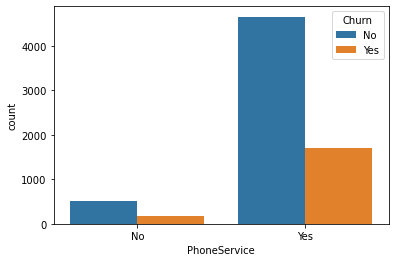 Churn
No
Yes
4000
3000
2000
1000
0
count
No
Yes
PhoneService